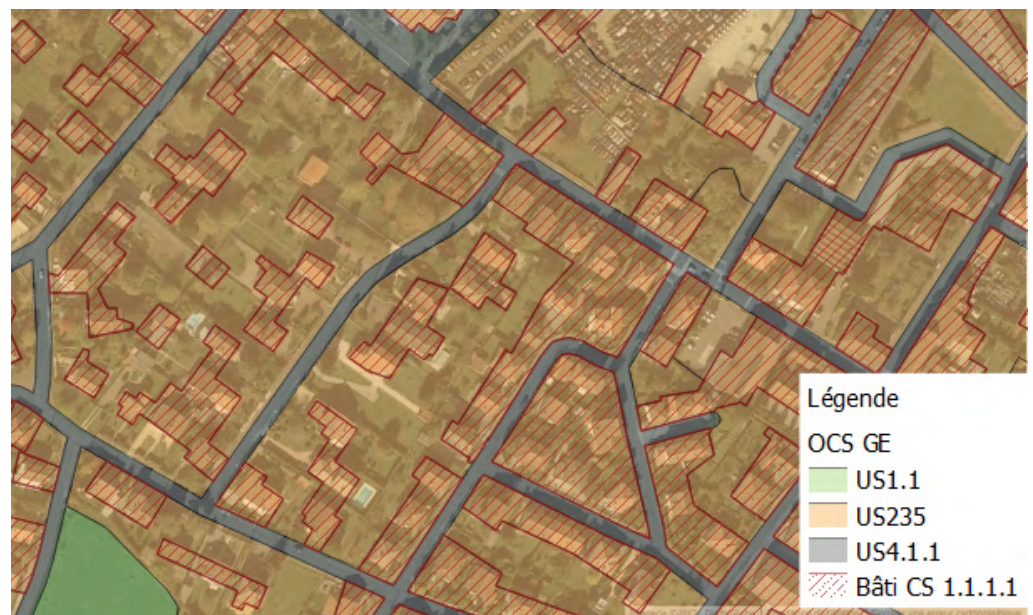 Légende
OCS GE
US1.1
US235
US4.1.1
Bâti CS 1.1.1.1